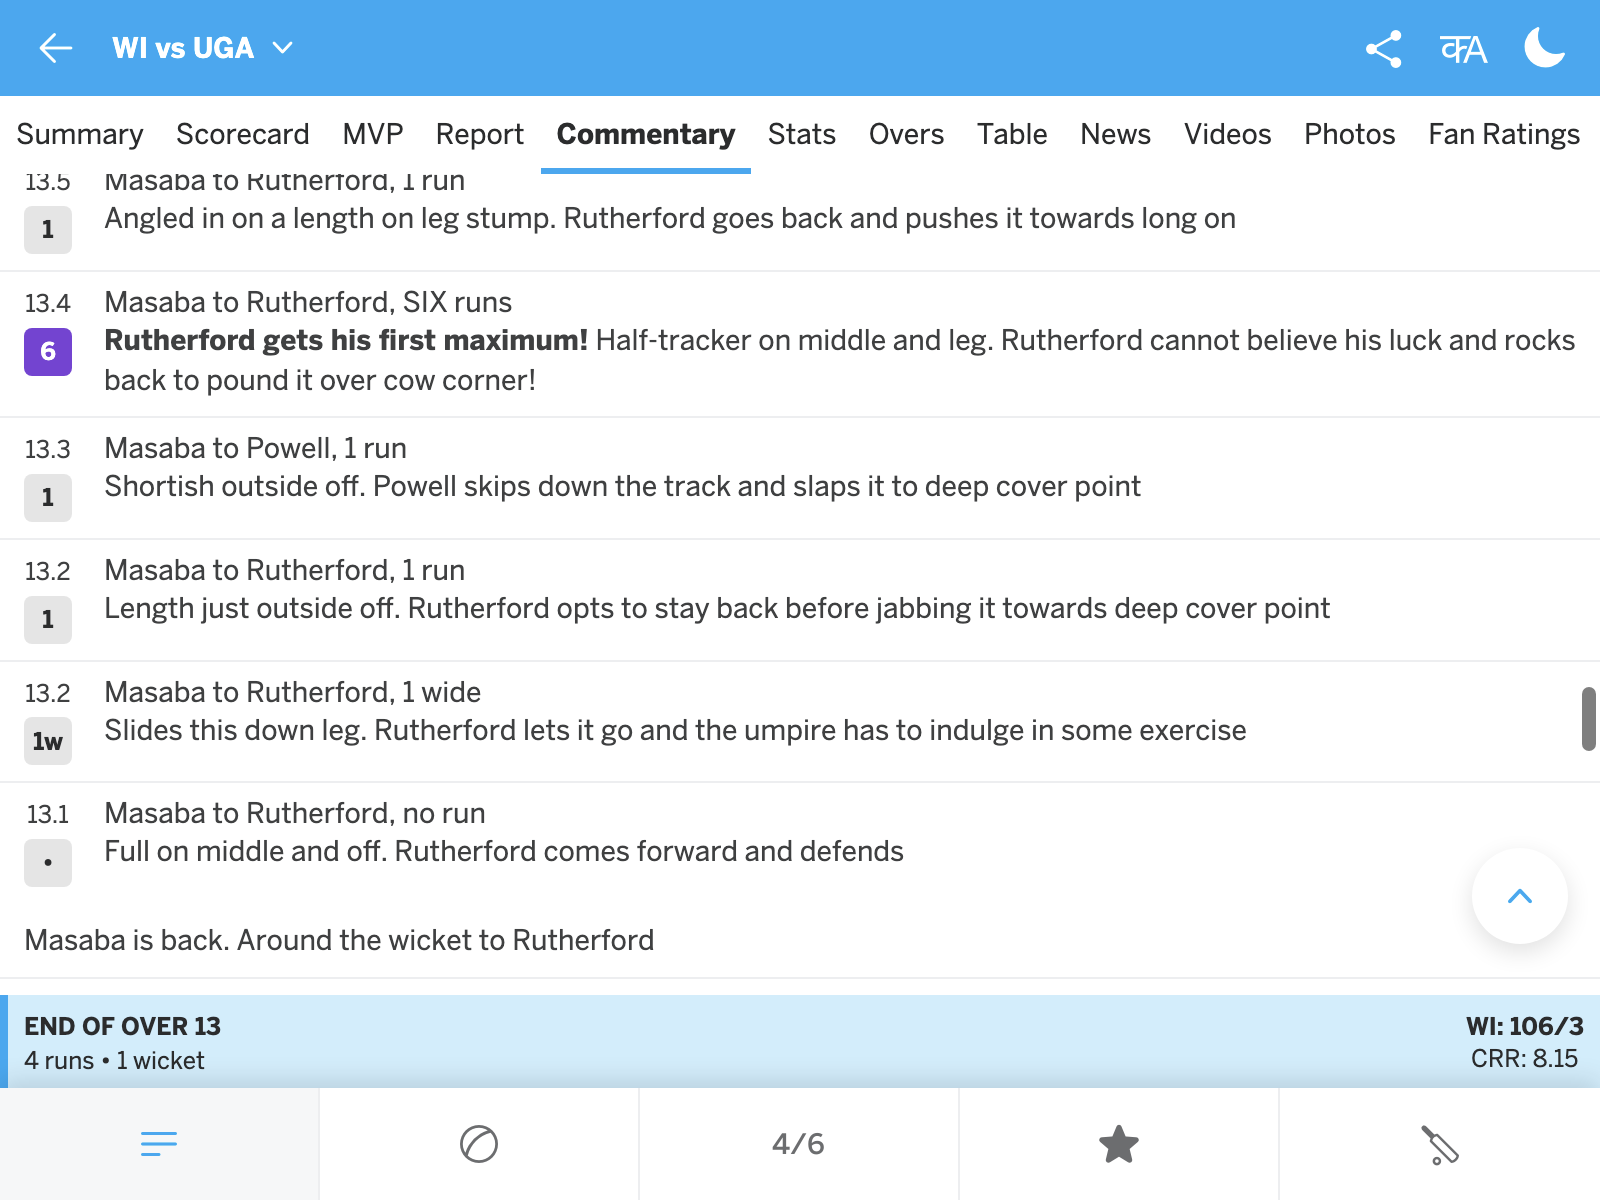 WI vs UGA
क A
Summary Scorecard MVP Report Commentary Stats Overs Table News Videos Photos Fan Ratings
13.5 Masaba to Rutherford, 1 run
1 Angled in on a length on leg stump. Rutherford goes back and pushes it towards long on
13.4 Masaba to Rutherford, SIX runs
6 Rutherford gets his first maximum! Half-tracker on middle and leg. Rutherford cannot believe his luck and rocks
back to pound it over cow corner!
13.3 Masaba to Powell, 1 run
1 Shortish outside off. Powell skips down the track and slaps it to deep cover point
13.2 Masaba to Rutherford, 1 run
1 Length just outside off. Rutherford opts to stay back before jabbing it towards deep cover point
13.2 Masaba to Rutherford, 1 wide
1w Slides this down leg. Rutherford lets it go and the umpire has to indulge in some exercise
13.1 Masaba to Rutherford, no run
• Full on middle and off. Rutherford comes forward and defends
Masaba is back. Around the wicket to Rutherford
END OF OVER 13 WI: 106/3
4 runs • 1 wicket CRR: 8.15
4/6